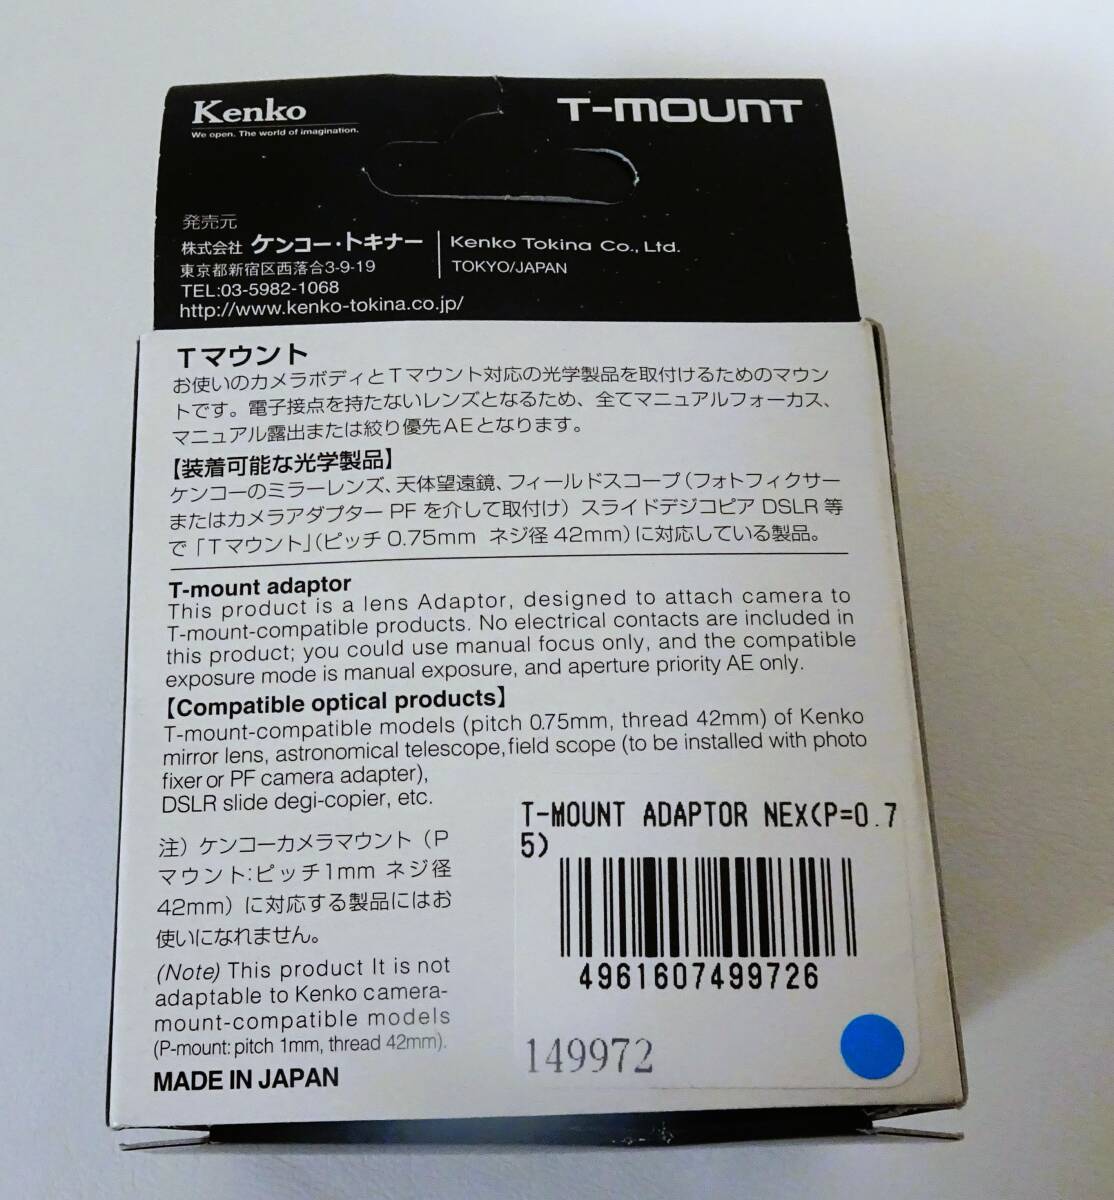 Kenko
We open. The world of imagination.
T-MOUNT
発売元
株式会社 ケンコー・トキナー
東京都新宿区西落合3-9-19
TEL:03-5982-1068
http://www.kenko-tokina.co.jp/
Kenko Tokina Co., Ltd.
TOKYO/JAPAN
Tマウント
お使いのカメラボディとTマウント対応の光学製品を取付けるためのマウン
トです。電子接点を持たないレンズとなるため、全てマニュアルフォーカス、
マニュアル露出または絞り優先AEとなります。
【装着可能な光学製品】
ケンコーのミラーレンズ、天体望遠鏡、フィールドスコープ(フォトフィクサー
またはカメラアダプター PF を介して取付け) スライドデジコピア DSLR 等
で「Tマウント」(ピッチ 0.75mm ネジ径 42mm)に対応している製品。
T-mount adaptor
This product is a lens Adaptor, designed to attach camera to
T-mount-compatible products. No electrical contacts are included in
this product; you could use manual focus only, and the compatible
exposure mode is manual exposure, and aperture priority AE only.
【Compatible optical products】
T-mount-compatible models (pitch 0.75mm, thread 42mm) of Kenko
mirror lens, astronomical telescope, field scope (to be installed with photo
fixer or PF camera adapter),
DSLR slide degi-copier, etc.
注) ケンコーカメラマウント (P
マウント:ピッチ1mm ネジ径
42mm) に対応する製品にはお
使いになれません。
(Note) This product It is not
adaptable to Kenko camera-
mount-compatible models
(P-mount: pitch 1mm, thread 42mm).
MADE IN JAPAN
T-MOUNT ADAPTOR NEX(P=0.7
5)
4961607499726
149972